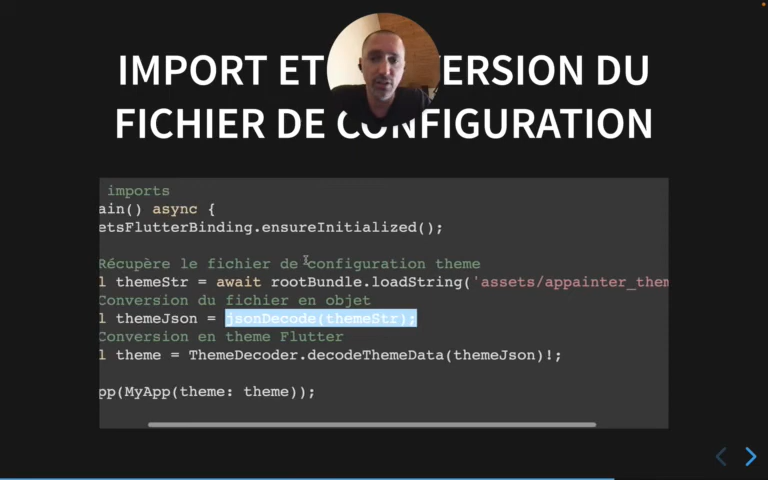 IMPORT ET ERSION DU
FICHIER DE CONFIGURATION
imports
ain() async {
etsFlutterBinding.ensureInitialized();
Récupère le fichier de configuration theme
l themeStr = await rootBundle.loadString('assets/appainter_them
Conversion du fichier en objet
l themeJson = jsonDecode(themeStr);
Conversion en theme Flutter
l theme = ThemeDecoder.decodeThemeData(themeJson)!;
pp(MyApp(theme: theme));